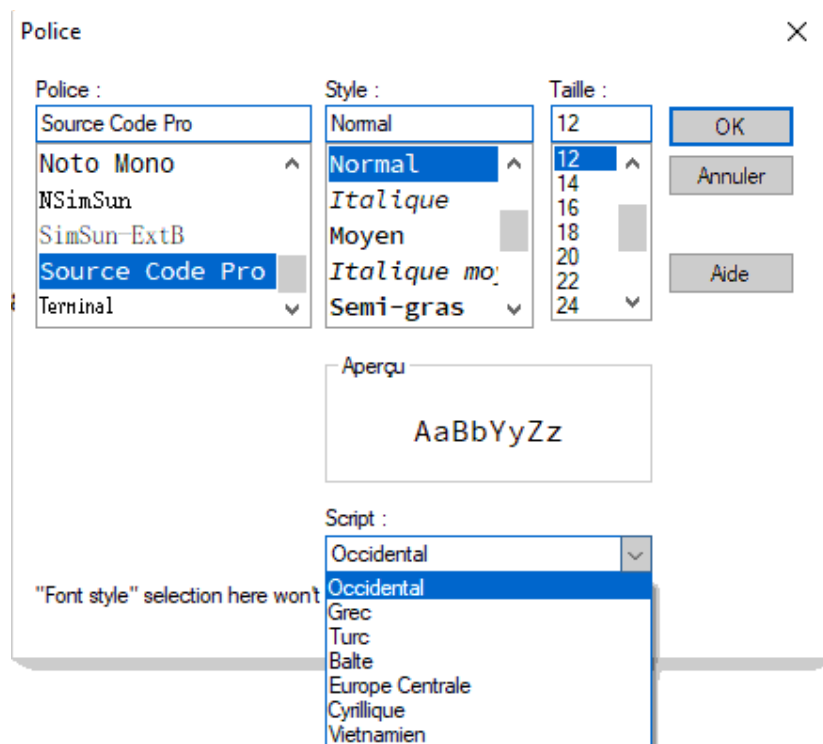 Police
Police :
Source Code Pro
Noto Mono
NSimSun
SimSun-ExtB
Source Code Pro
Terminal
Style :
Normal
Normal
Italique
Moyen
Italique mo
Semi-gras
Taille :
12
12
14
16
18
20
22
24
OK
Annuler
Aide
Aperçu
AaBbYyZz
Script :
Occidental
"Font style" selection here won't
Occidental
Grec
Turc
Balte
Europe Centrale
Cyrillique
Vietnamien